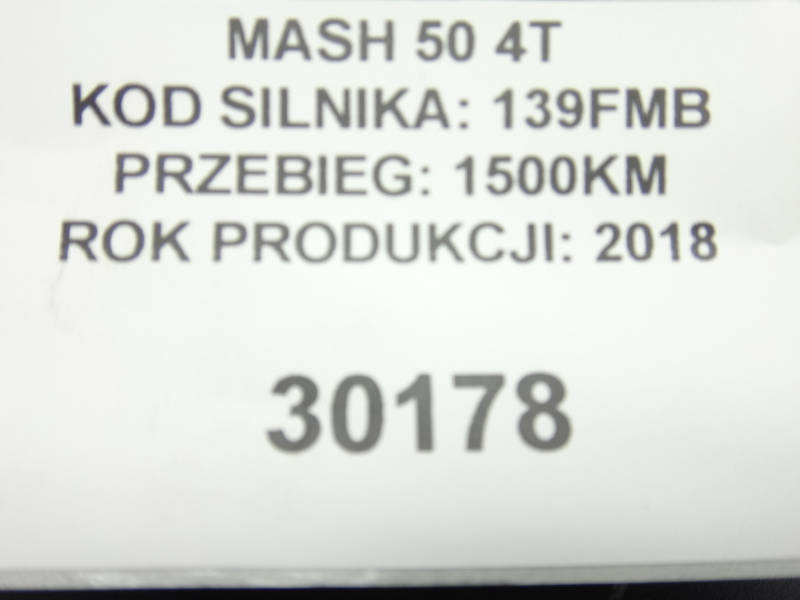 MASH 50 4T
KOD SILNIKA: 139FMB
PRZEBIEG: 1500KM
ROK PRODUKCJI: 2018
30178